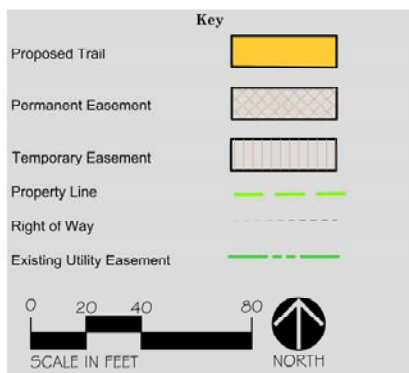 Key
Proposed Trail
Permanent Easement
Temporary Easement
Property Line
Right of Way
Existing Utility Easement
0 20 40 80
SCALE IN FEET NORTH